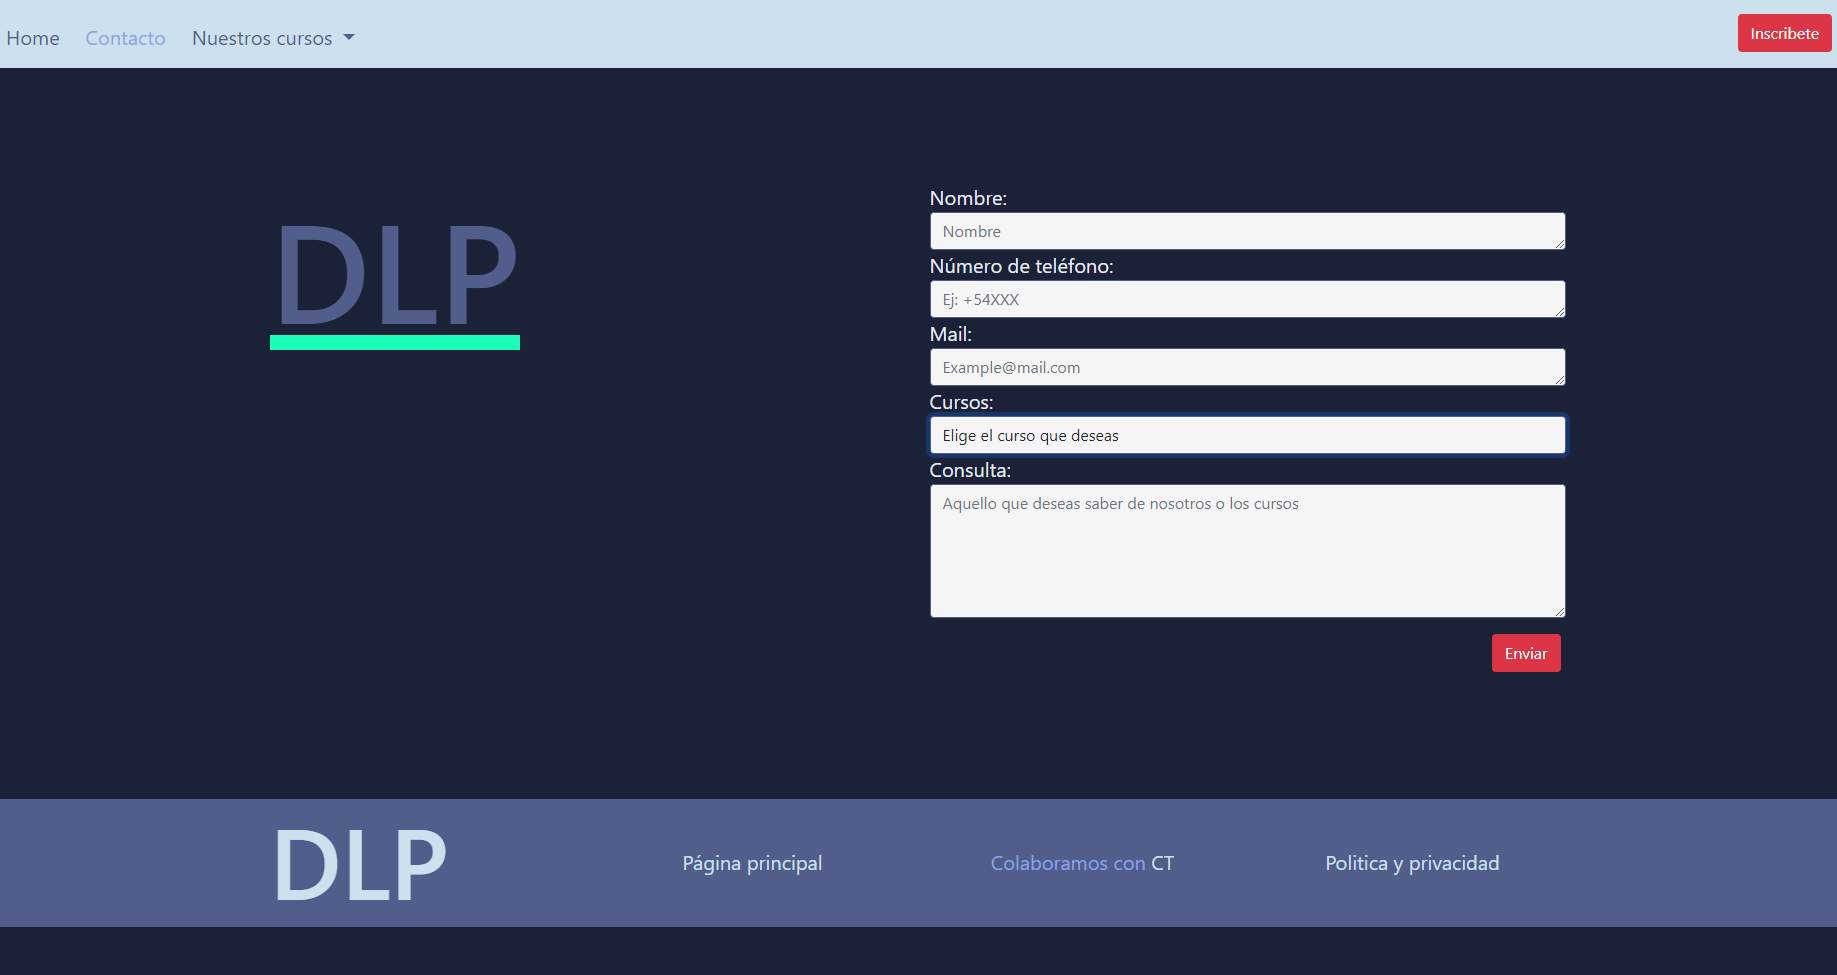 Home Contacto Nuestros cursos Inscribete
DLP
Nombre:
Nombre
Número de teléfono:
Ej: +54XXX
Mail:
Example@mail.com
Cursos:
Elige el curso que deseas
Consulta:
Aquello que deseas saber de nosotros o los cursos
Enviar
DLP Página principal Colaboramos con CT Politica y privacidad